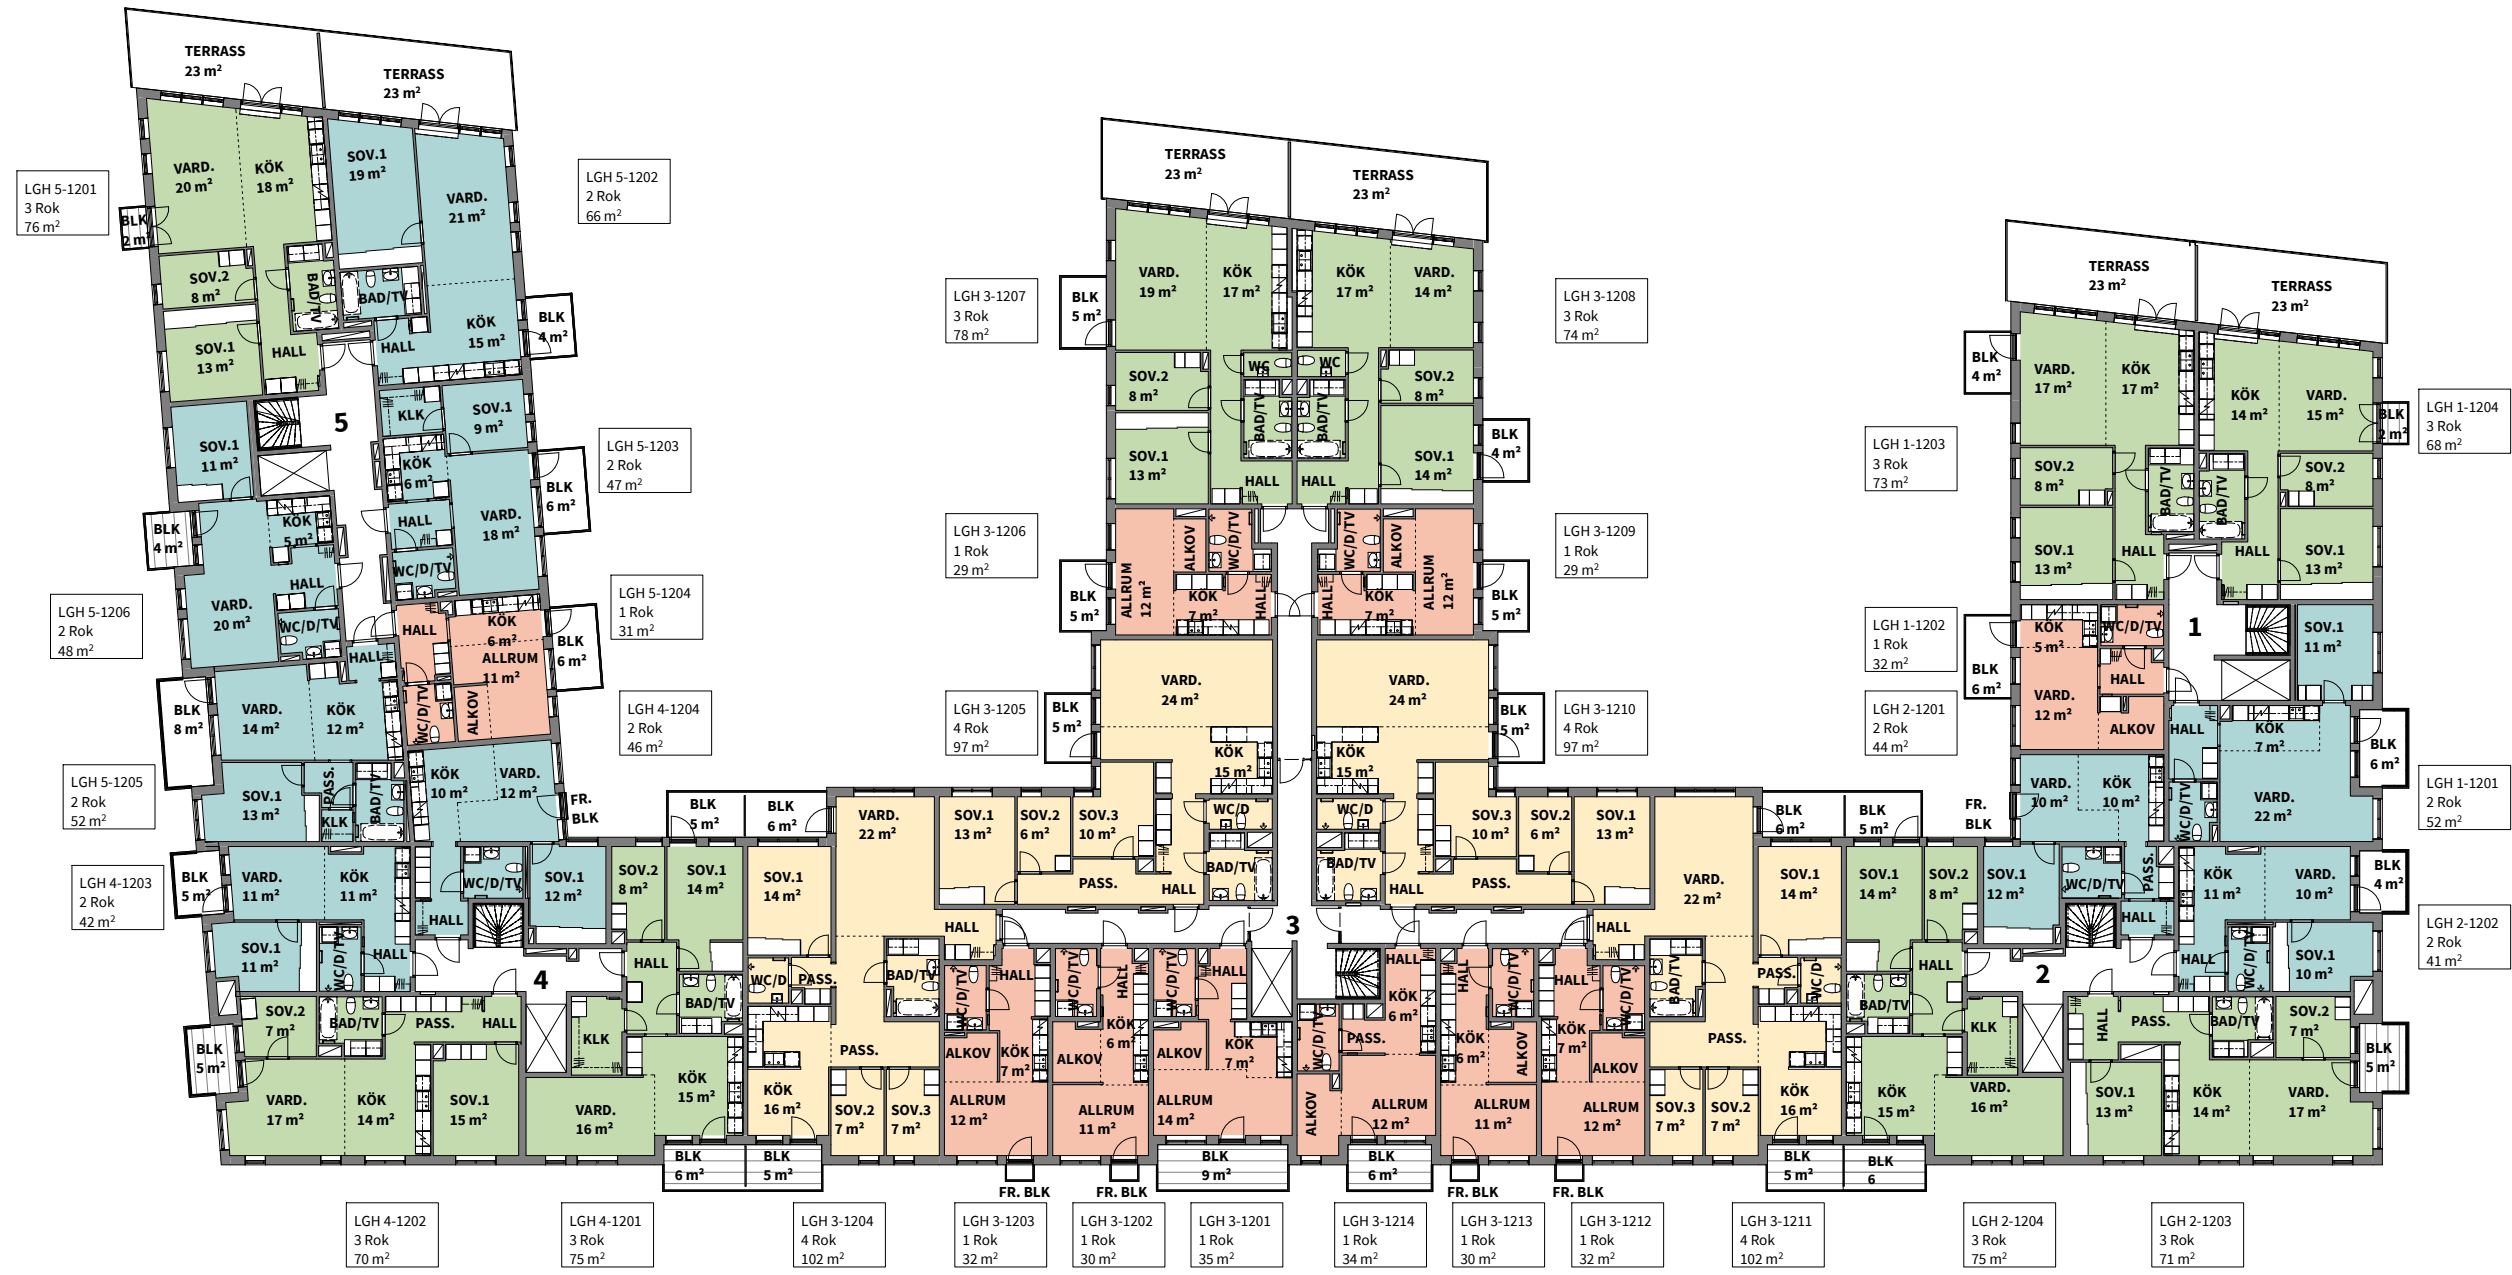 TERRASS
23 m²
TERRASS
23 m²
VARD.
20 m²
KÖK
18 m²
SOV.1
19 m²
VARD.
21 m²
LGH 5-1201
3 Rok
76 m²
LGH 5-1202
2 Rok
66 m²
BLK
2 m²
SOV.2
8 m²
BAD/TV
BAD/TV
SOV.1
13 m²
HALL
HALL
KÖK
15 m²
BLK
4 m²
5
KLK
SOV.1
9 m²
SOV.1
11 m²
KÖK
6 m²
LGH 5-1203
2 Rok
47 m²
BLK
6 m²
BLK
4 m²
KÖK
5 m²
HALL
VARD.
18 m²
WC/D/TV
HALL
VARD.
20 m²
WC/D/TV
LGH 5-1206
2 Rok
48 m²
LGH 5-1204
1 Rok
31 m²
HALL
HALL
KÖK
6 m²
ALLRUM
11 m²
BLK
6 m²
WC/D/TV
ALKOV
BLK
8 m²
VARD.
14 m²
KÖK
12 m²
LGH 4-1204
2 Rok
46 m²
LGH 5-1205
2 Rok
52 m²
SOV.1
13 m²
PASS.
KLK
BAD/TV
KÖK
10 m²
VARD.
12 m²
FR.
BLK
LGH 4-1203
2 Rok
42 m²
BLK
5 m²
VARD.
11 m²
KÖK
11 m²
WC/D/TV
SOV.1
12 m²
HALL
SOV.1
11 m²
WC/D/TV
HALL
4
SOV.2
8 m²
SOV.1
14 m²
BLK
5 m²
BLK
6 m²
HALL
BAD/TV
SOV.2
7 m²
BAD/TV
PASS.
HALL
KLK
BLK
5 m²
VARD.
17 m²
KÖK
14 m²
SOV.1
15 m²
VARD.
16 m²
KÖK
15 m²
BLK
6 m²
BLK
5 m²
SOV.1
14 m²
VARD.
22 m²
HALL
WC/D
PASS.
BAD/TV
PASS.
KÖK
16 m²
SOV.2
7 m²
SOV.3
7 m²
LGH 4-1202
3 Rok
70 m²
LGH 4-1201
3 Rok
75 m²
LGH 3-1204
4 Rok
102 m²
TERRASS
23 m²
TERRASS
23 m²
VARD.
19 m²
KÖK
17 m²
KÖK
17 m²
VARD.
14 m²
LGH 3-1207
3 Rok
78 m²
LGH 3-1208
3 Rok
74 m²
BLK
5 m²
WC
WC
SOV.2
8 m²
SOV.2
8 m²
BAD/TV
BAD/TV
SOV.1
13 m²
SOV.1
14 m²
BLK
4 m²
HALL
HALL
LGH 3-1206
1 Rok
29 m²
LGH 3-1209
1 Rok
29 m²
ALLRUM
12 m²
ALKOV
WC/D/TV
WC/D/TV
ALKOV
ALLRUM
12 m²
BLK
5 m²
KÖK
7 m²
HALL
HALL
KÖK
7 m²
BLK
5 m²
VARD.
24 m²
VARD.
24 m²
LGH 3-1205
4 Rok
97 m²
LGH 3-1210
4 Rok
97 m²
BLK
5 m²
BLK
5 m²
KÖK
15 m²
KÖK
15 m²
SOV.1
13 m²
SOV.2
6 m²
SOV.3
10 m²
WC/D
WC/D
SOV.3
10 m²
SOV.2
6 m²
SOV.1
13 m²
BAD/TV
BAD/TV
PASS.
HALL
HALL
PASS.
3
WC/D/TV
HALL
WC/D/TV
HALL
WC/D/TV
HALL
HALL
KÖK
6 m²
HALL
WC/D/TV
HALL
WC/D/TV
ALKOV
KÖK
7 m²
ALKOV
KÖK
6 m²
ALKOV
KÖK
7 m²
WC/D/TV
PASS.
KÖK
6 m²
ALKOV
KÖK
7 m²
ALKOV
ALLRUM
12 m²
ALLRUM
11 m²
ALLRUM
14 m²
ALKOV
ALLRUM
12 m²
ALLRUM
11 m²
ALLRUM
12 m²
FR. BLK
FR. BLK
BLK
9 m²
BLK
6 m²
FR. BLK
FR. BLK
LGH 3-1203
1 Rok
32 m²
LGH 3-1202
1 Rok
30 m²
LGH 3-1201
1 Rok
35 m²
LGH 3-1214
1 Rok
34 m²
LGH 3-1213
1 Rok
30 m²
LGH 3-1212
1 Rok
32 m²
HALL
VARD.
22 m²
SOV.1
14 m²
BLK
6 m²
BLK
5 m²
BAD/TV
PASS.
WC/D
PASS.
SOV.3
7 m²
SOV.2
7 m²
KÖK
16 m²
BLK
5 m²
BLK
6
LGH 3-1211
4 Rok
102 m²
TERRASS
23 m²
TERRASS
23 m²
BLK
4 m²
VARD.
17 m²
KÖK
17 m²
KÖK
14 m²
VARD.
15 m²
BLK
2 m²
LGH 1-1203
3 Rok
73 m²
LGH 1-1204
3 Rok
68 m²
SOV.2
8 m²
BAD/TV
BAD/TV
SOV.2
8 m²
SOV.1
13 m²
HALL
HALL
SOV.1
13 m²
LGH 1-1202
1 Rok
32 m²
BLK
6 m²
KÖK
5 m²
WC/D/TV
1
SOV.1
11 m²
HALL
VARD.
12 m²
ALKOV
LGH 2-1201
2 Rok
44 m²
HALL
KÖK
7 m²
BLK
6 m²
VARD.
22 m²
WC/D/TV
LGH 1-1201
2 Rok
52 m²
VARD.
10 m²
KÖK
10 m²
FR.
BLK
SOV.1
14 m²
SOV.2
8 m²
SOV.1
12 m²
WC/D/TV
PASS.
HALL
KÖK
11 m²
VARD.
10 m²
BLK
4 m²
LGH 1-1202
LGH 2-1202
2 Rok
41 m²
HALL
WC/D/TV
SOV.1
10 m²
HALL
BAD/TV
2
KLK
HALL
PASS.
BAD/TV
SOV.2
7 m²
BLK
5 m²
KÖK
15 m²
VARD.
16 m²
SOV.1
13 m²
KÖK
14 m²
VARD.
17 m²
LGH 2-1204
3 Rok
75 m²
LGH 2-1203
3 Rok
71 m²